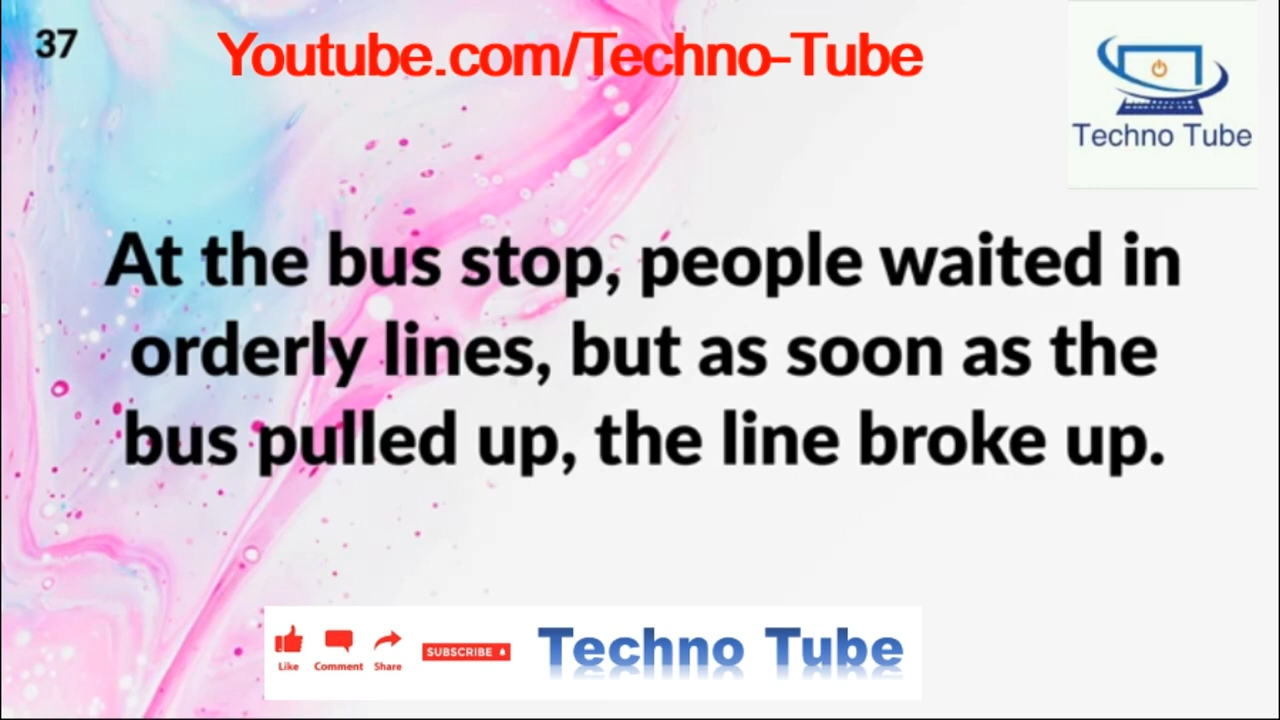 37
Youtube.com/Techno-Tube
Techno Tube
At the bus stop, people waited in
orderly lines, but as soon as the
bus pulled up, the line broke up.
Like Comment Share SUBSCRIBE Techno Tube